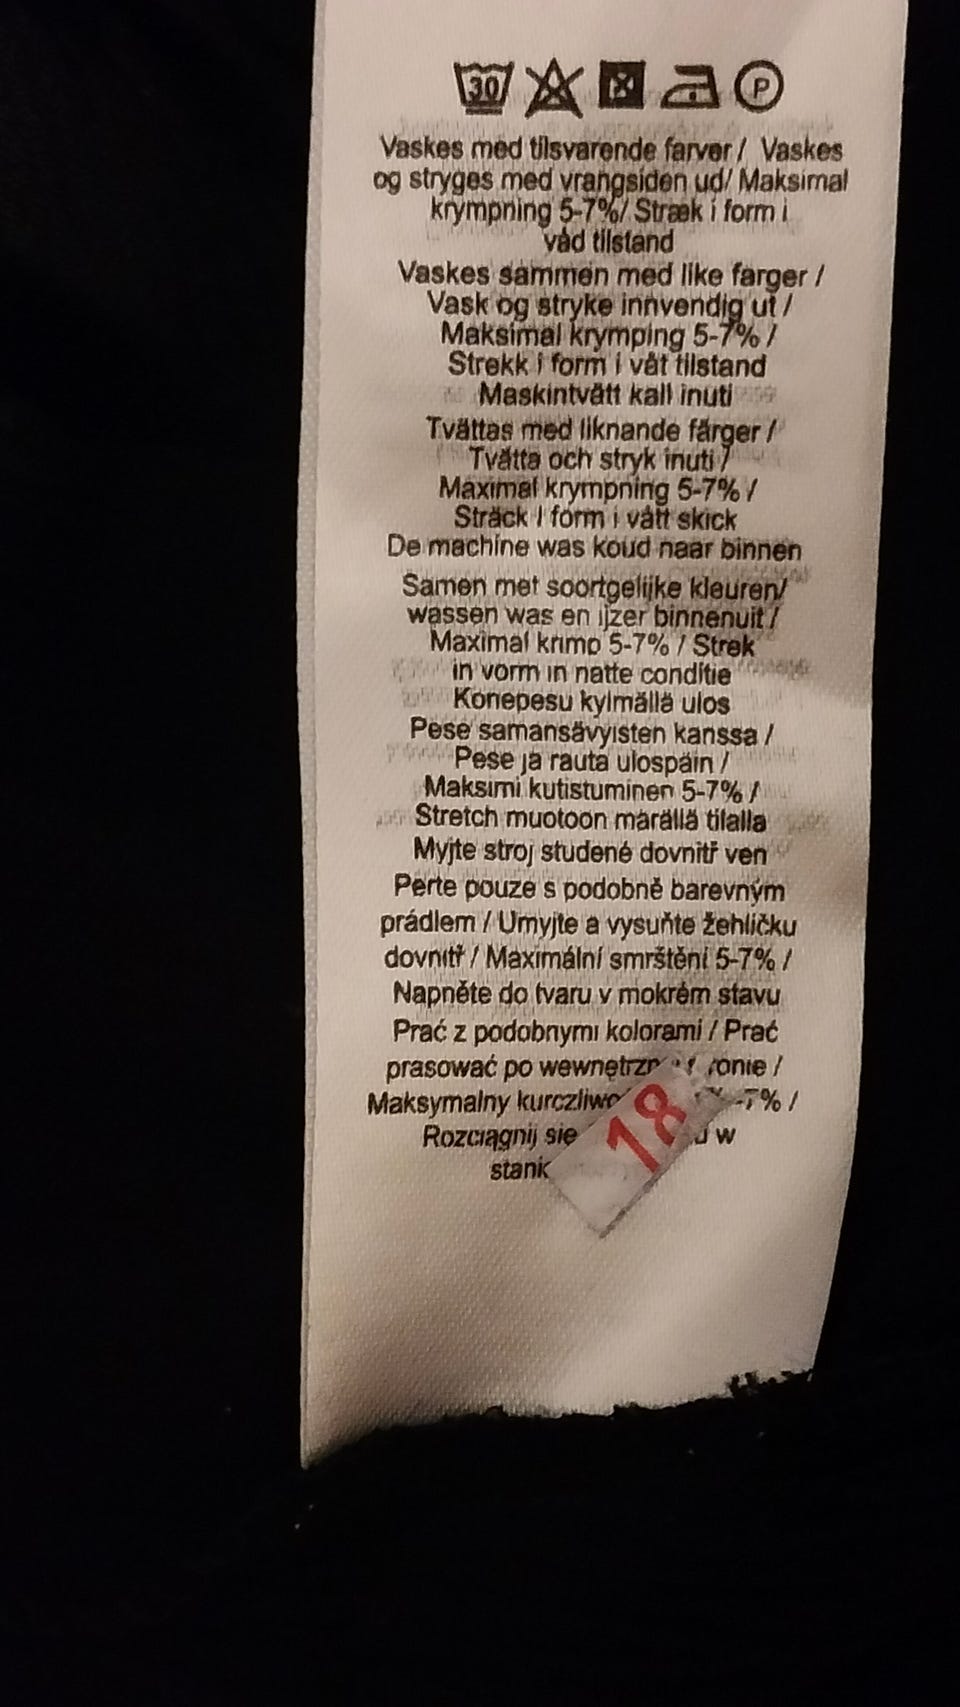 30 P
Vaskes med tilsvarende farver / Vaskes
og stryges med vrangsiden ud/ Maksimal
krympning 5-7%/ Stræk i form i
våd tilstand
Vaskes sammen med like farger /
Vask og stryke innvendig ut /
Maksimal krymping 5-7% /
Strekk i form i våt tilstand
Maskintvätt kall inuti
Tvättas med liknande färger /
Tvätta och stryk inuti /
Maximal krympning 5-7% /
Sträck I form i vått skick
De machine was koud naar binnen
Samen met soortgelijke kleuren/
wassen was en ijzer binnenuit /
Maximal krimp 5-7% / Strek
in vorm in natte conditie
Konepesu kylmällä ulos
Pese samansävyisten kanssa /
Pese ja rauta ulospäin /
Maksimi kutistuminen 5-7% /
Stretch muotoon märällä tilalla
Myjte stroj studené dovnitř ven
Perte pouze s podobně barevným
prádlem / Umyjte a vysuňte žehličku
dovnitř / Maximální smrštění 5-7% /
Napněte do tvaru v mokrém stavu
Prać z podobnymi kolorami / Prać
prasować po /
Maksymalny -7% /
Rozciągnij się w
18